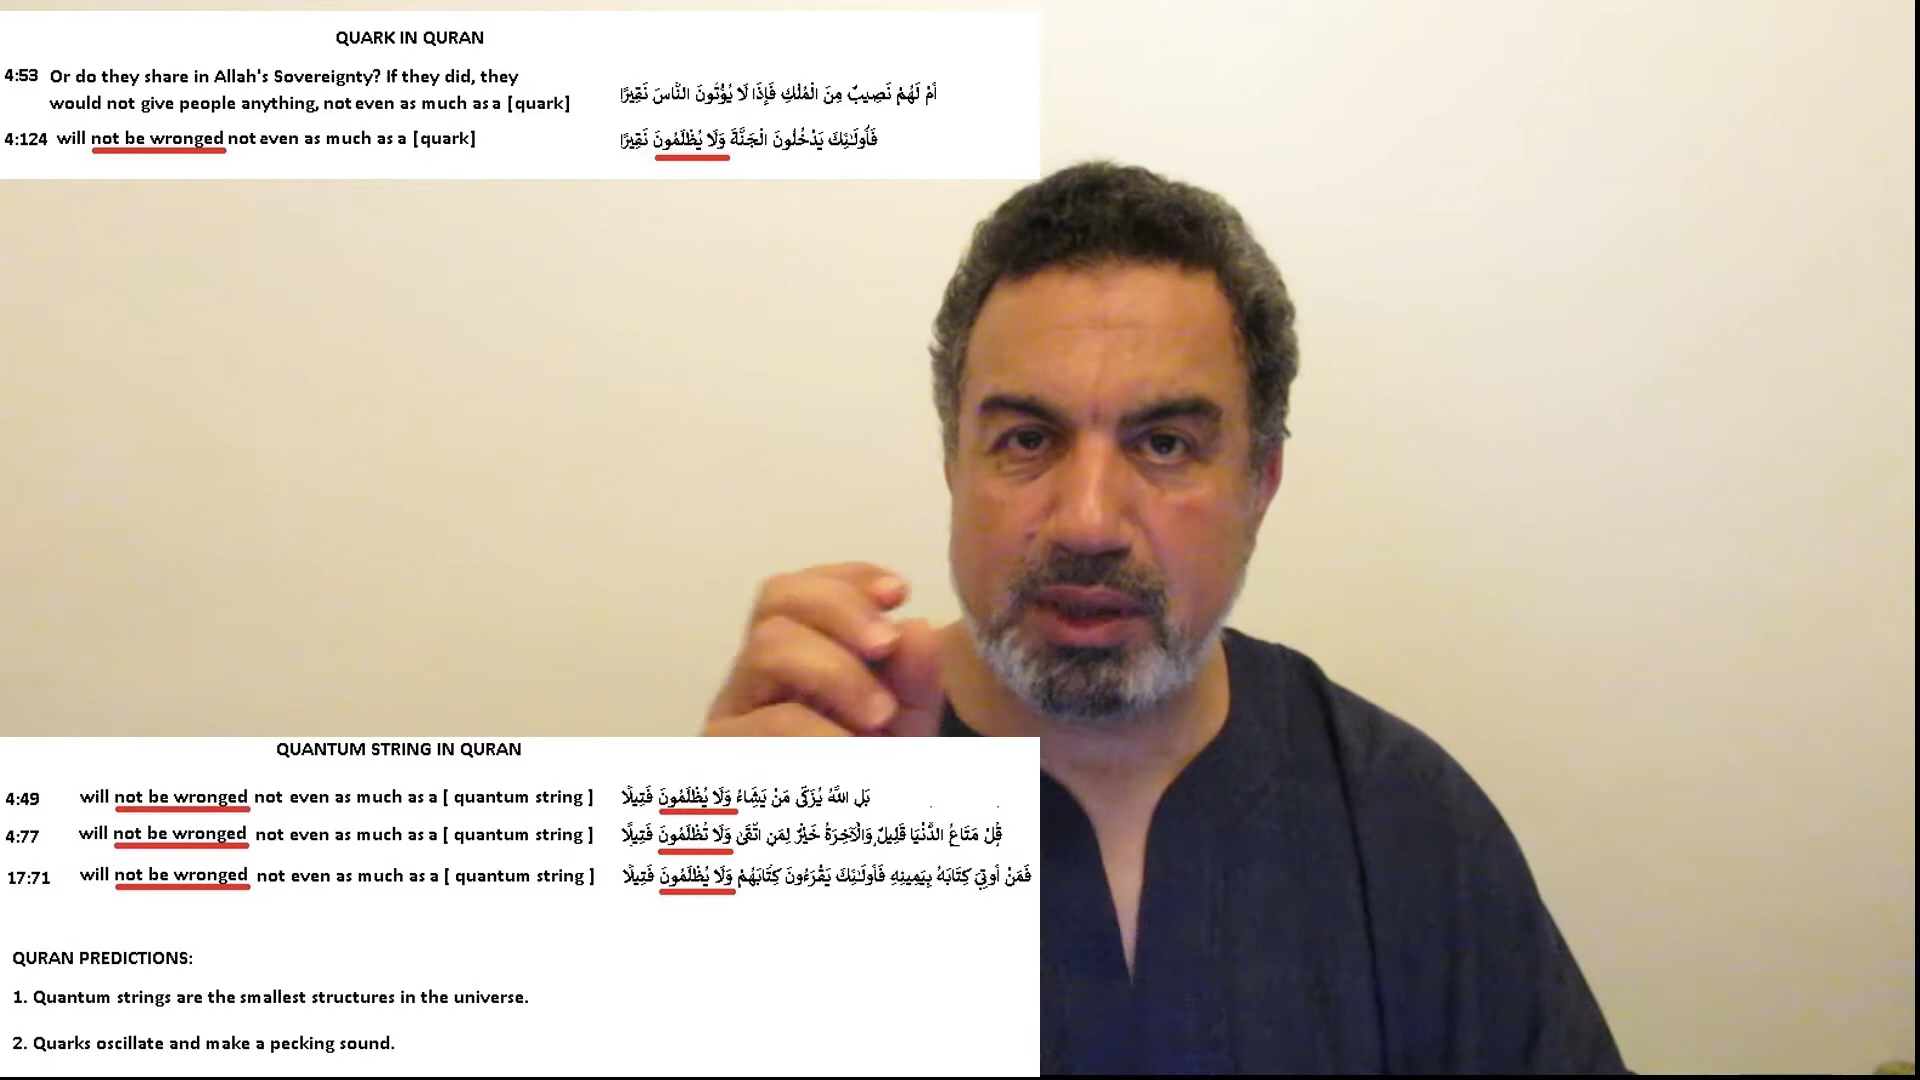 QUARK IN QURAN
4:53 Or do they share in Allah's Sovereignty? If they did, they
would not give people anything, not even as much as a [quark]
أَمْ لَهُمْ نَصِيبٌ مِنَ الْمُلْكِ فَإِذًا لَا يُؤْتُونَ النَّاسَ نَقِيرًا
4:124 will not be wronged not even as much as a [quark]
فَأُولَٰئِكَ يَدْخُلُونَ الْجَنَّةَ وَلَا يُظْلَمُونَ نَقِيرًا
QUANTUM STRING IN QURAN
4:49 will not be wronged not even as much as a [ quantum string ]
بَلِ اللَّهُ يُزَكِّي مَنْ يَشَاءُ وَلَا يُظْلَمُونَ فَتِيلًا
4:77 will not be wronged not even as much as a [ quantum string ]
قُلْ مَتَاعُ الدُّنْيَا قَلِيلٌ وَالْآخِرَةُ خَيْرٌ لِمَنِ اتَّقَىٰ وَلَا تُظْلَمُونَ فَتِيلًا
17:71 will not be wronged not even as much as a [ quantum string ]
فَمَنْ أُوتِيَ كِتَابَهُ بِيَمِينِهِ فَأُولَٰئِكَ يَقْرَءُونَ كِتَابَهُمْ وَلَا يُظْلَمُونَ فَتِيلًا
QURAN PREDICTIONS:
1. Quantum strings are the smallest structures in the universe.
2. Quarks oscillate and make a pecking sound.